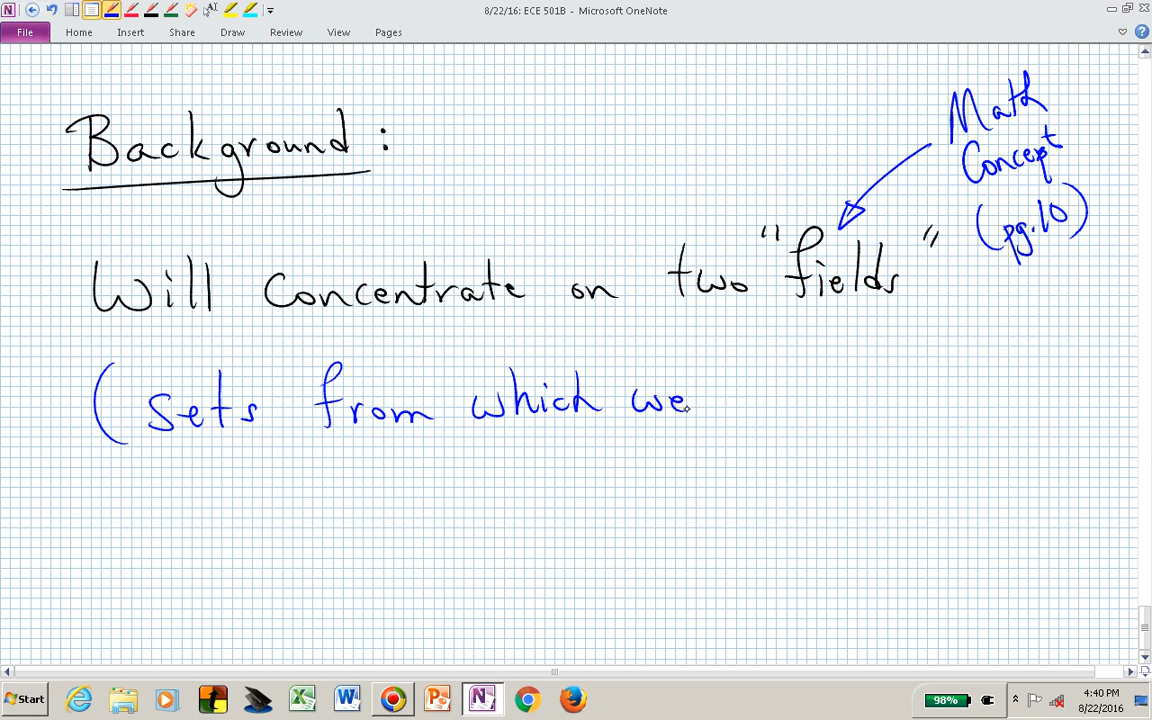 8/22/16: ECE 501B - Microsoft OneNote
File Home Insert Share Draw Review View Pages
Background:
Math
Concept
(pg.10)
Will concentrate on two "fields"
(sets from which we
Start
98%
4:40 PM
8/22/2016